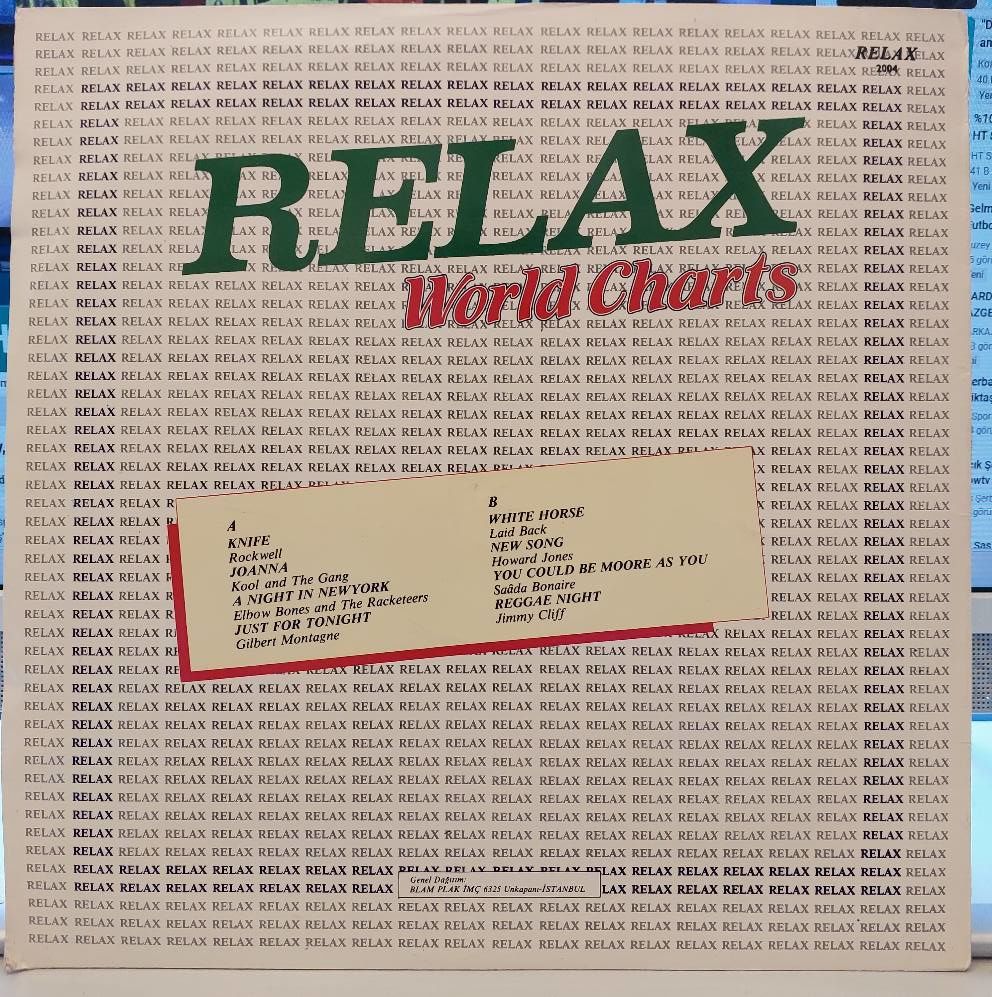 RELAX
2004
RELAX
World Charts
A
KNIFE
Rockwell
JOANNA
Kool and The Gang
A NIGHT IN NEWYORK
Elbow Bones and The Racketeers
JUST FOR TONIGHT
Gilbert Montagne
B
WHITE HORSE
Laid Back
NEW SONG
Howard Jones
YOU COULD BE MOORE AS YOU
Saâda Bonaire
REGGAE NIGHT
Jimmy Cliff
Genel Dağıtım:
BLAM PLAK İMÇ 6325 Unkapanı-İSTANBUL